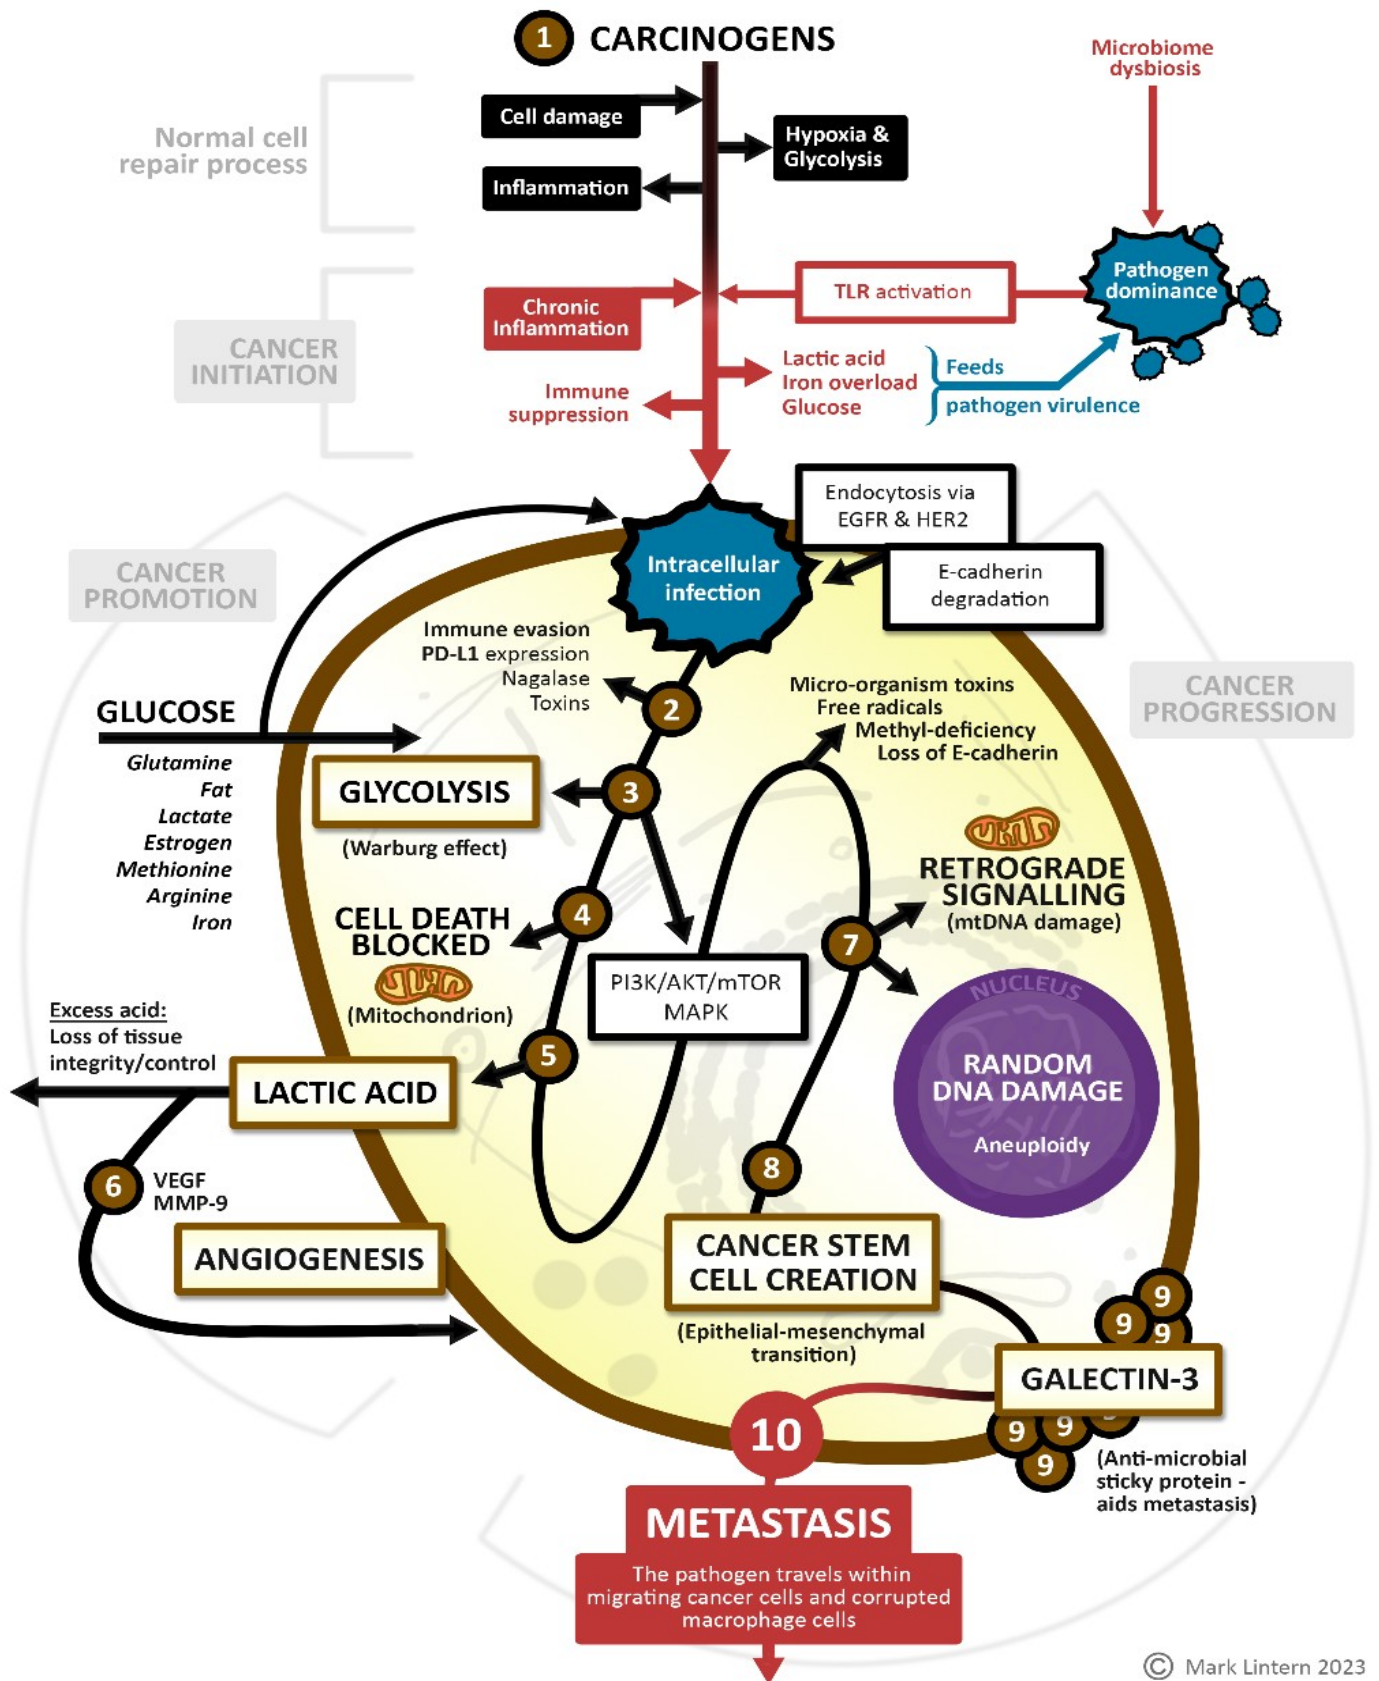 1 CARCINOGENS
Microbiome
dysbiosis
Normal cell
repair process
Cell damage
Hypoxia &
Glycolysis
Inflammation
Pathogen
dominance
TLR activation
Chronic
Inflammation
CANCER
INITIATION
Lactic acid
Iron overload
Glucose
Feeds
pathogen virulence
Immune
suppression
Endocytosis via
EGFR & HER2
Intracellular
infection
E-cadherin
degradation
CANCER
PROMOTION
Immune evasion
PD-L1 expression
Nagalase
Toxins
2
Micro-organism toxins
Free radicals
Methyl-deficiency
Loss of E-cadherin
CANCER
PROGRESSION
GLUCOSE
Glutamine
Fat
Lactate
Estrogen
Methionine
Arginine
Iron
GLYCOLYSIS
(Warburg effect)
3
RETROGRADE
SIGNALLING
(mtDNA damage)
CELL DEATH
BLOCKED
(Mitochondrion)
4
7
PI3K/AKT/mTOR
MAPK
NUCLEUS
RANDOM
DNA DAMAGE
Aneuploidy
Excess acid:
Loss of tissue
integrity/control
5
LACTIC ACID
6
VEGF
MMP-9
8
ANGIOGENESIS
CANCER STEM
CELL CREATION
(Epithelial-mesenchymal
transition)
9
9
9
GALECTIN-3
9
9
9
(Anti-microbial
sticky protein -
aids metastasis)
10
METASTASIS
The pathogen travels within
migrating cancer cells and corrupted
macrophage cells
© Mark Lintern 2023